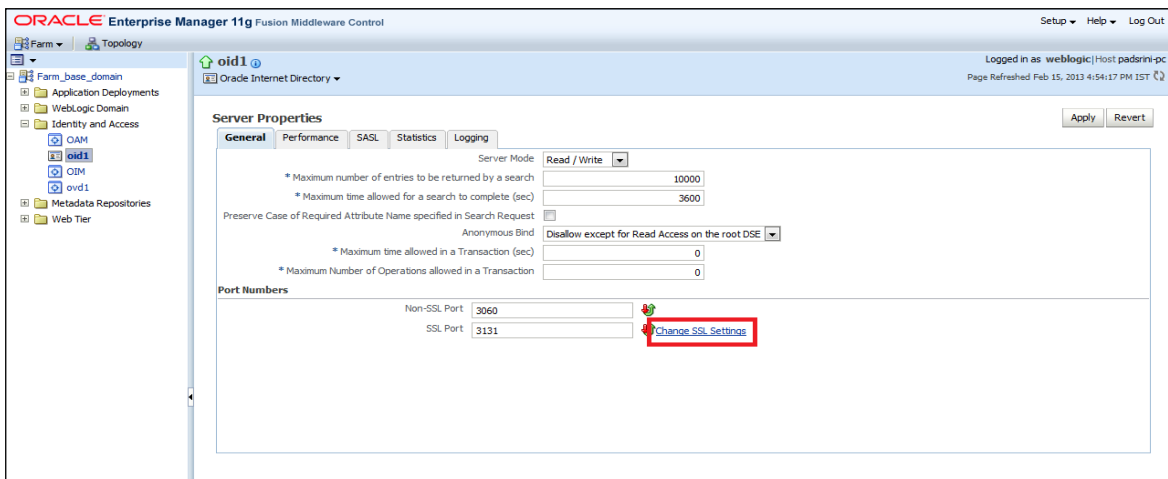 ORACLE Enterprise Manager 11g Fusion Middleware Control
Setup Help Log Out
Farm Topology
oid1
Logged in as weblogic|Host padsrini-pc
Oracle Internet Directory
Page Refreshed Feb 15, 2013 4:54:17 PM IST
Farm_base_domain
Application Deployments
WebLogic Domain
Identity and Access
OAM
oid1
OIM
ovd1
Metadata Repositories
Web Tier
Server Properties
Apply Revert
General Performance SASL Statistics Logging
Server Mode Read / Write
* Maximum number of entries to be returned by a search 10000
* Maximum time allowed for a search to complete (sec) 3600
Preserve Case of Required Attribute Name specified in Search Request
Anonymous Bind Disallow except for Read Access on the root DSE
* Maximum time allowed in a Transaction (sec) 0
* Maximum Number of Operations allowed in a Transaction 0
Port Numbers
Non-SSL Port 3060
SSL Port 3131 Change SSL Settings